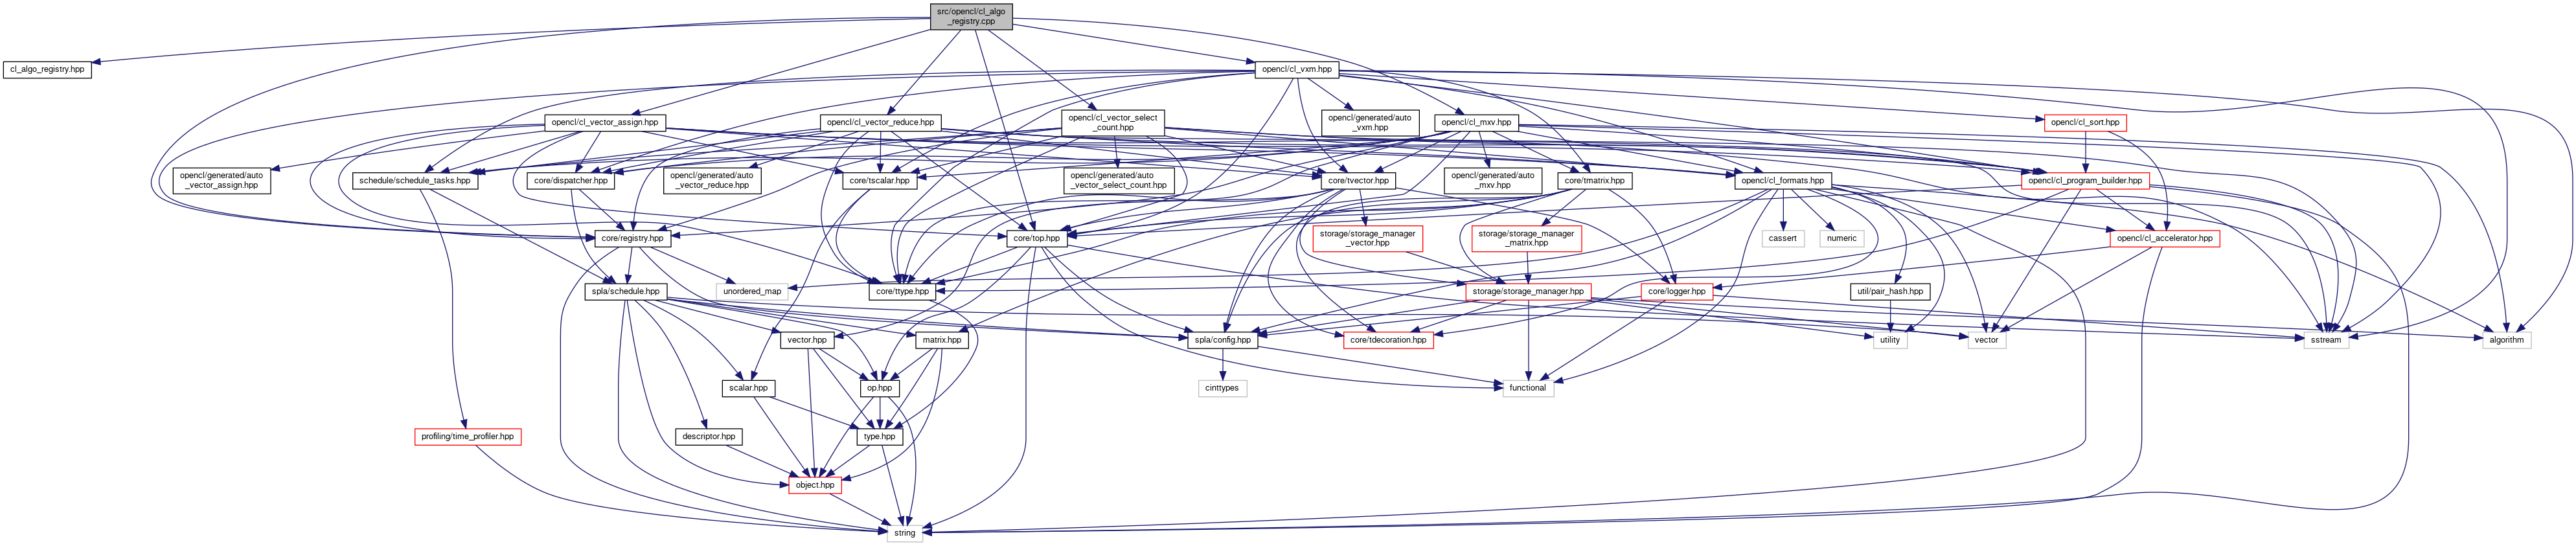 src/opencl/cl_algo
_registry.cpp
cl_algo_registry.hpp
opencl/cl_vxm.hpp
opencl/cl_vector_assign.hpp
opencl/cl_vector_reduce.hpp
opencl/cl_vector_select
_count.hpp
opencl/generated/auto
_vxm.hpp
opencl/cl_mxv.hpp
opencl/cl_sort.hpp
opencl/generated/auto
_vector_assign.hpp
schedule/schedule_tasks.hpp
core/dispatcher.hpp
opencl/generated/auto
_vector_reduce.hpp
core/tscalar.hpp
opencl/generated/auto
_vector_select_count.hpp
core/tvector.hpp
opencl/generated/auto
_mxv.hpp
core/tmatrix.hpp
opencl/cl_formats.hpp
opencl/cl_program_builder.hpp
core/registry.hpp
core/top.hpp
storage/storage_manager
_vector.hpp
storage/storage_manager
_matrix.hpp
cassert
numeric
opencl/cl_accelerator.hpp
spla/schedule.hpp
unordered_map
core/ttype.hpp
storage/storage_manager.hpp
core/logger.hpp
util/pair_hash.hpp
vector.hpp
matrix.hpp
spla/config.hpp
core/tdecoration.hpp
utility
vector
sstream
algorithm
scalar.hpp
op.hpp
cinttypes
functional
profiling/time_profiler.hpp
descriptor.hpp
type.hpp
object.hpp
string